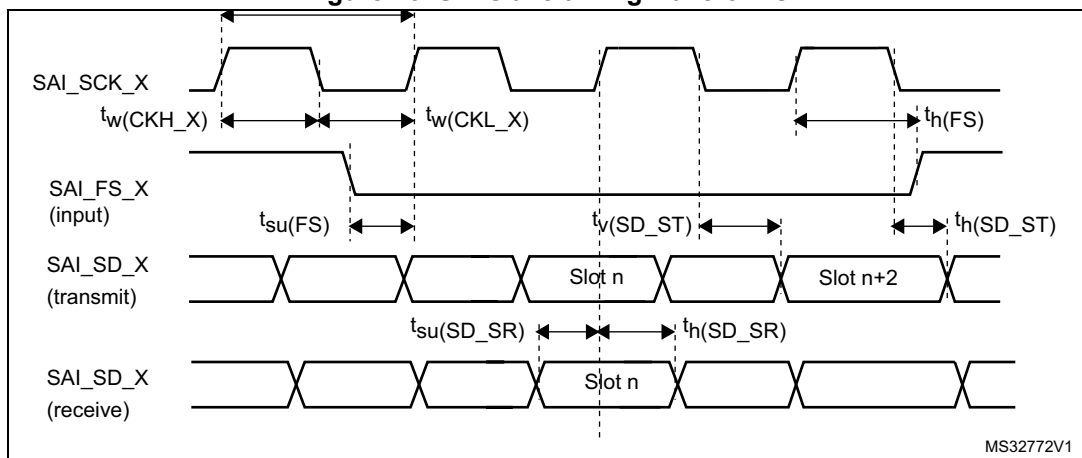 SAI_SCK_X
tw(CKH_X)
tw(CKL_X)
th(FS)
SAI_FS_X
(input)
tsu(FS)
tv(SD_ST)
th(SD_ST)
SAI_SD_X
(transmit)
Slot n
Slot n+2
tsu(SD_SR)
th(SD_SR)
SAI_SD_X
(receive)
Slot n
MS32772V1